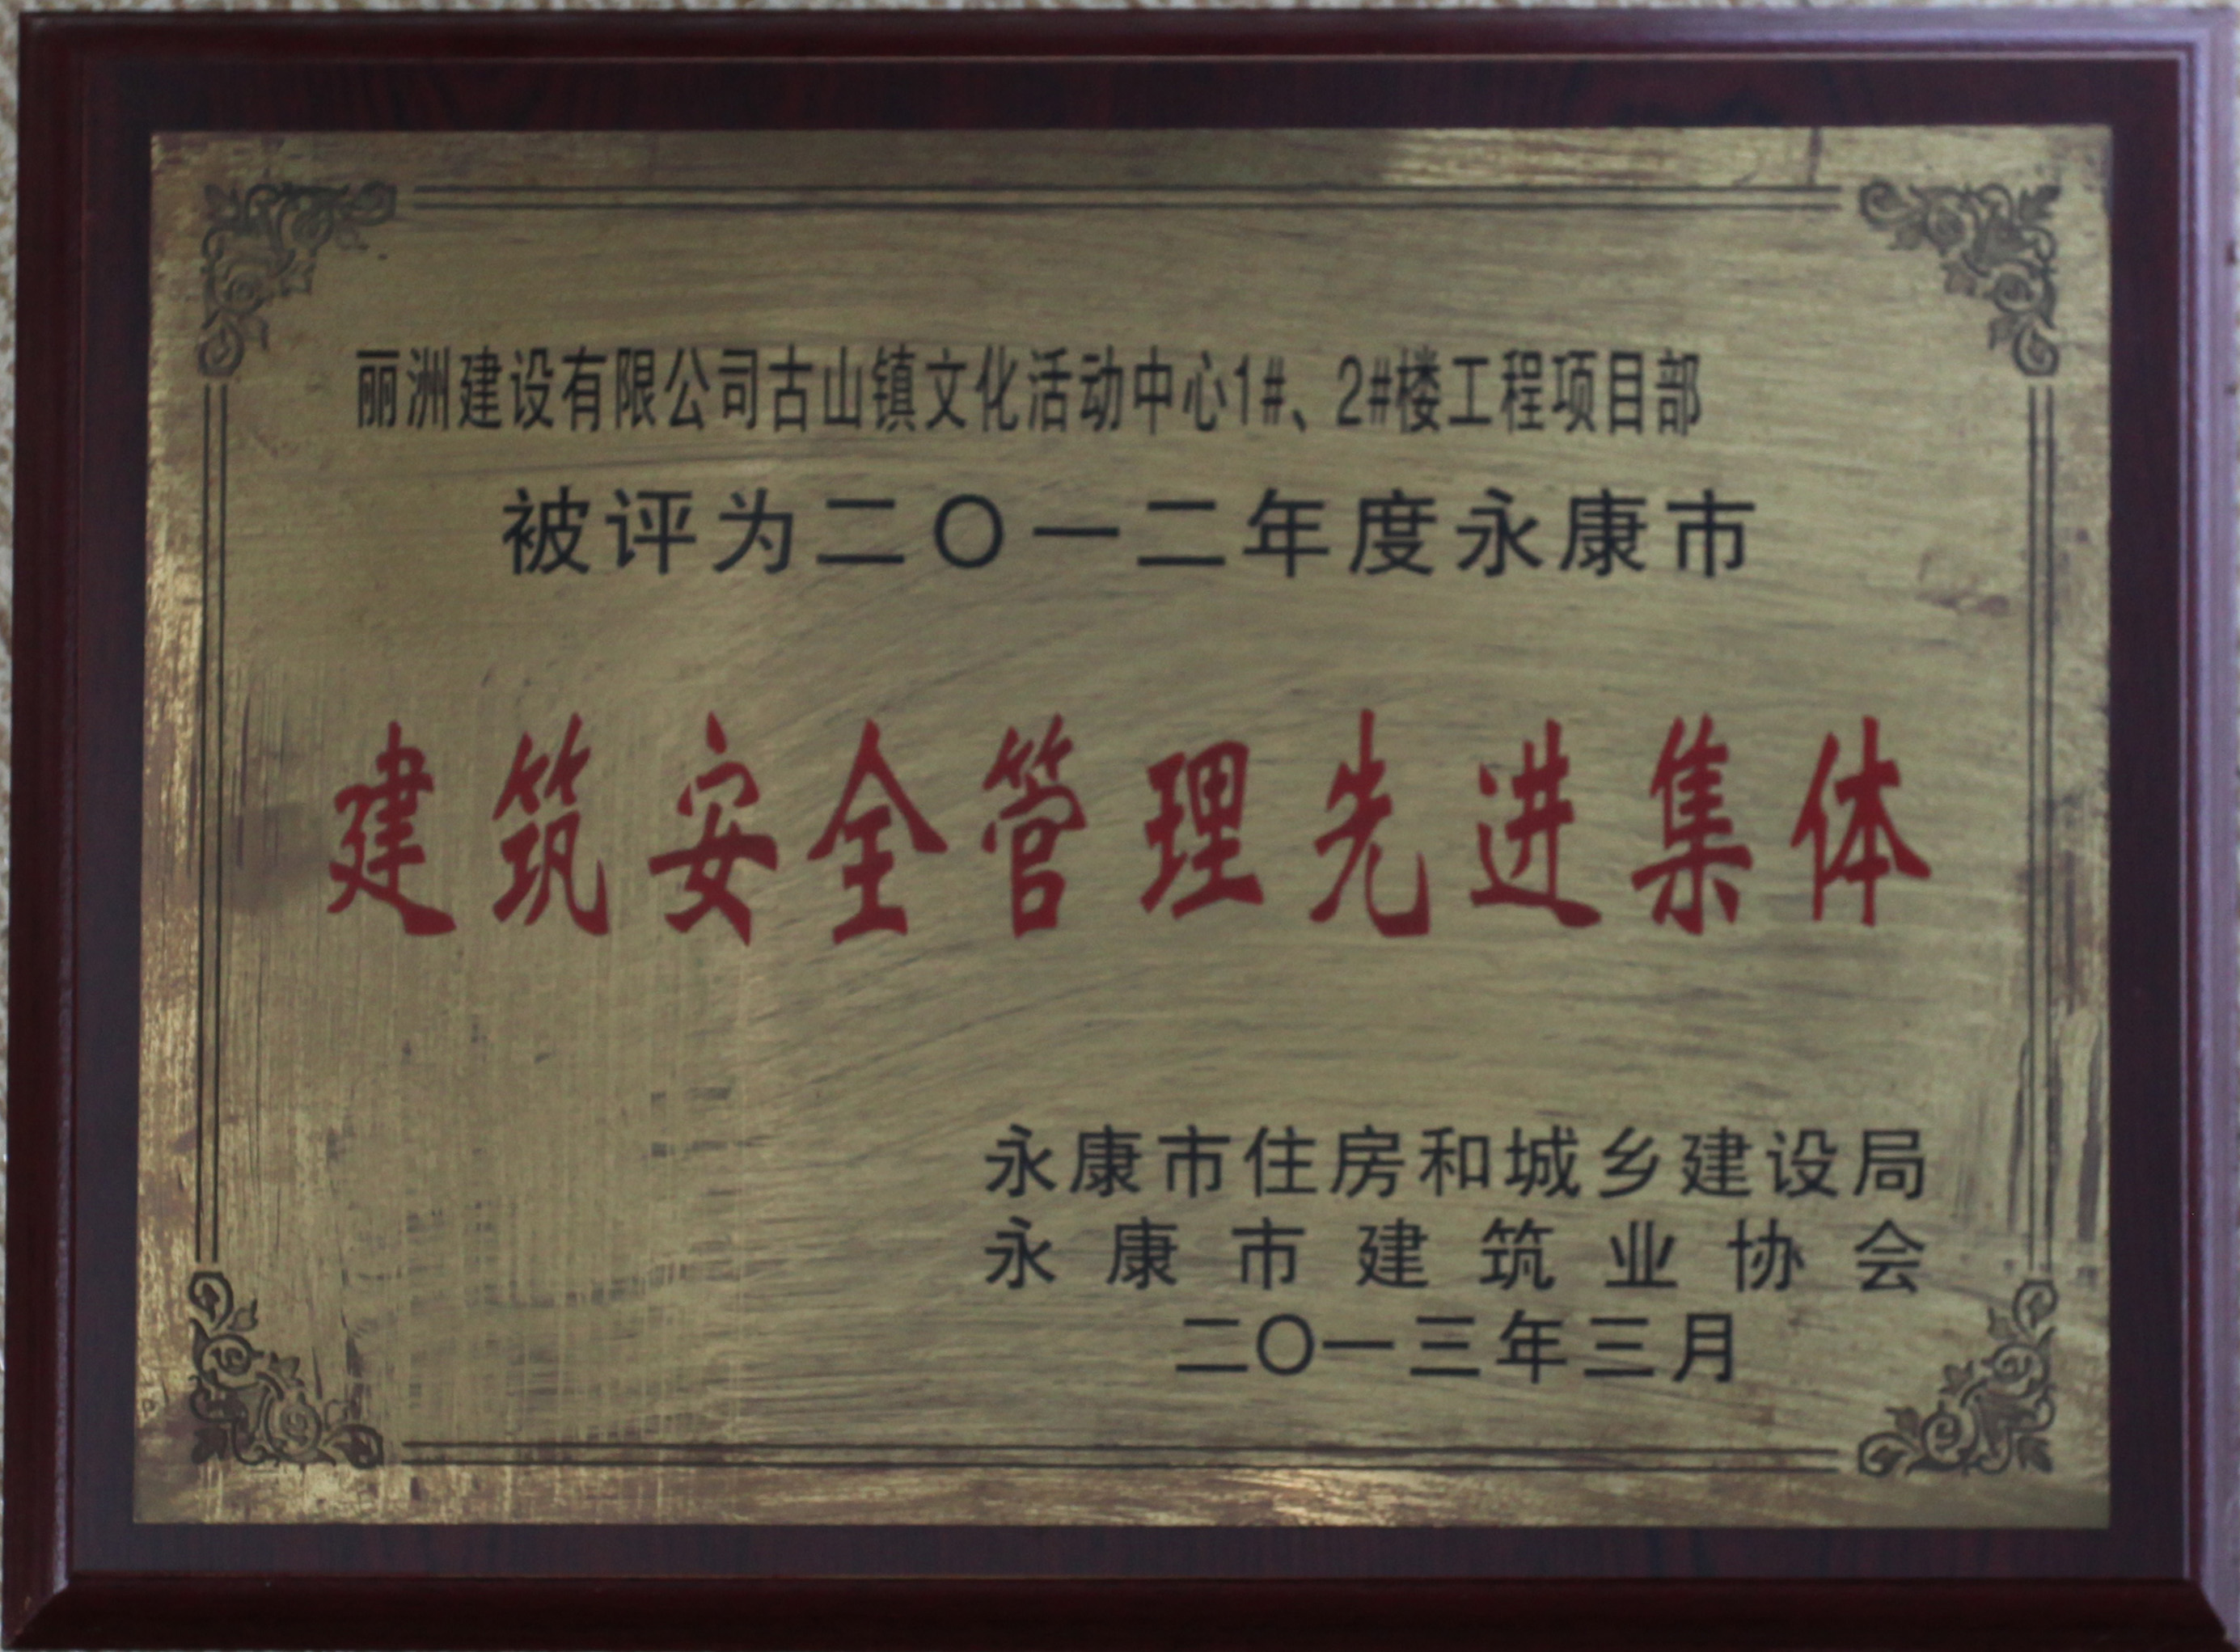 丽洲建设有限公司古山镇文化活动中心1#、2#楼工程项目部
被评为二〇一二年度永康市
建筑安全管理先进集体
永康市住房和城乡建设局
永康市建筑业协会
二〇一三年三月